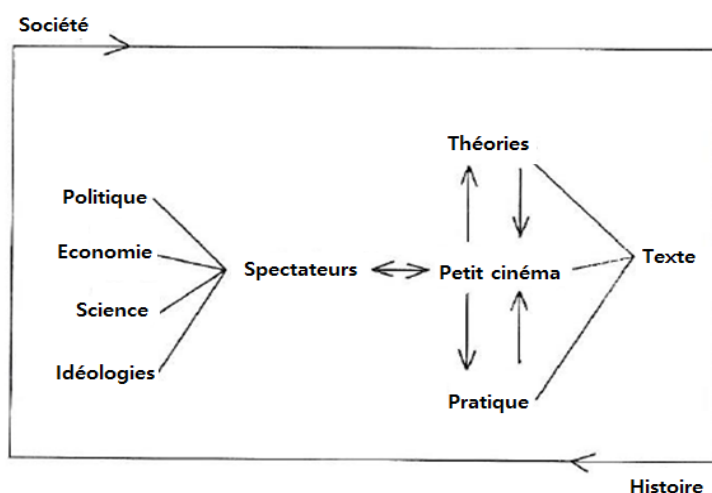 Société
Théories
Politique
Economie
Spectateurs
Petit cinéma
Texte
Science
Idéologies
Pratique
Histoire